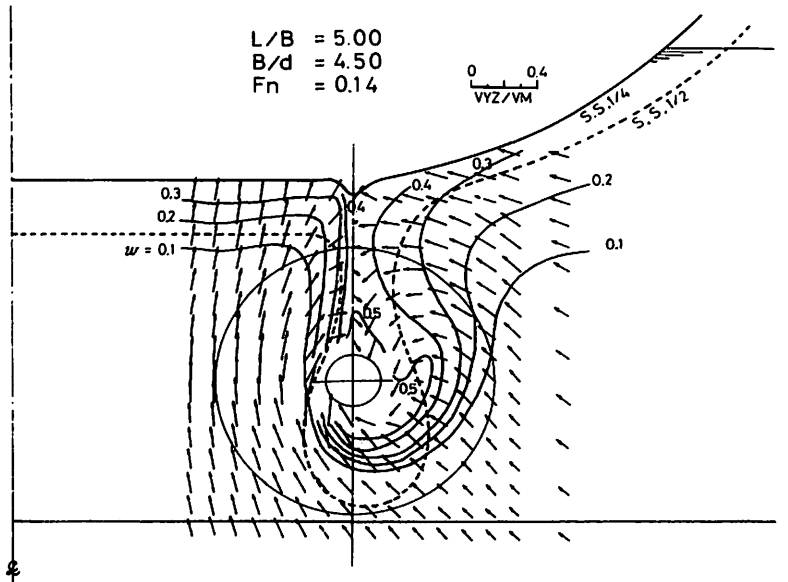 L/B = 5.00
B/d = 4.50
Fn = 0.14
0 0.4
VYZ/VM
S.S.1/4
S.S.1/2
0.3
0.3
0.4
0.4
0.2
0.2
w = 0.1
0.1
0.5
0.5
℄